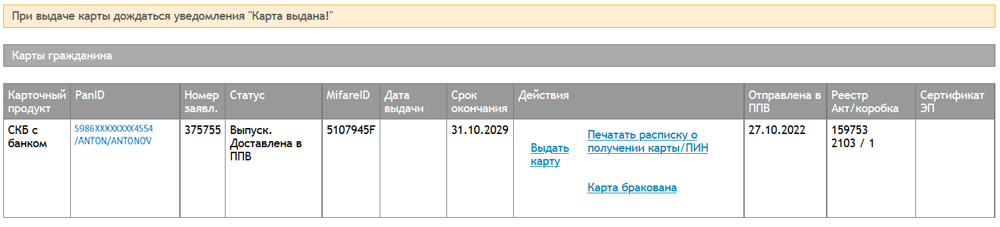 При выдаче карты дождаться уведомления "Карта выдана!"
Карты гражданина
Карточный продукт
PanID
Номер заявл.
Статус
MifareID
Дата выдачи
Срок окончания
Действия
Отправлена в ППВ
Реестр Акт/коробка
Сертификат ЭП
СКБ с банком
5986XXXXXXXX4554
/ANTON/ANTONOV
375755
Выпуск.
Доставлена в
ППВ
5107945F
31.10.2029
Выдать
карту
Печатать расписку о
получении карты/ПИН
Карта бракована
27.10.2022
159753
2103 / 1